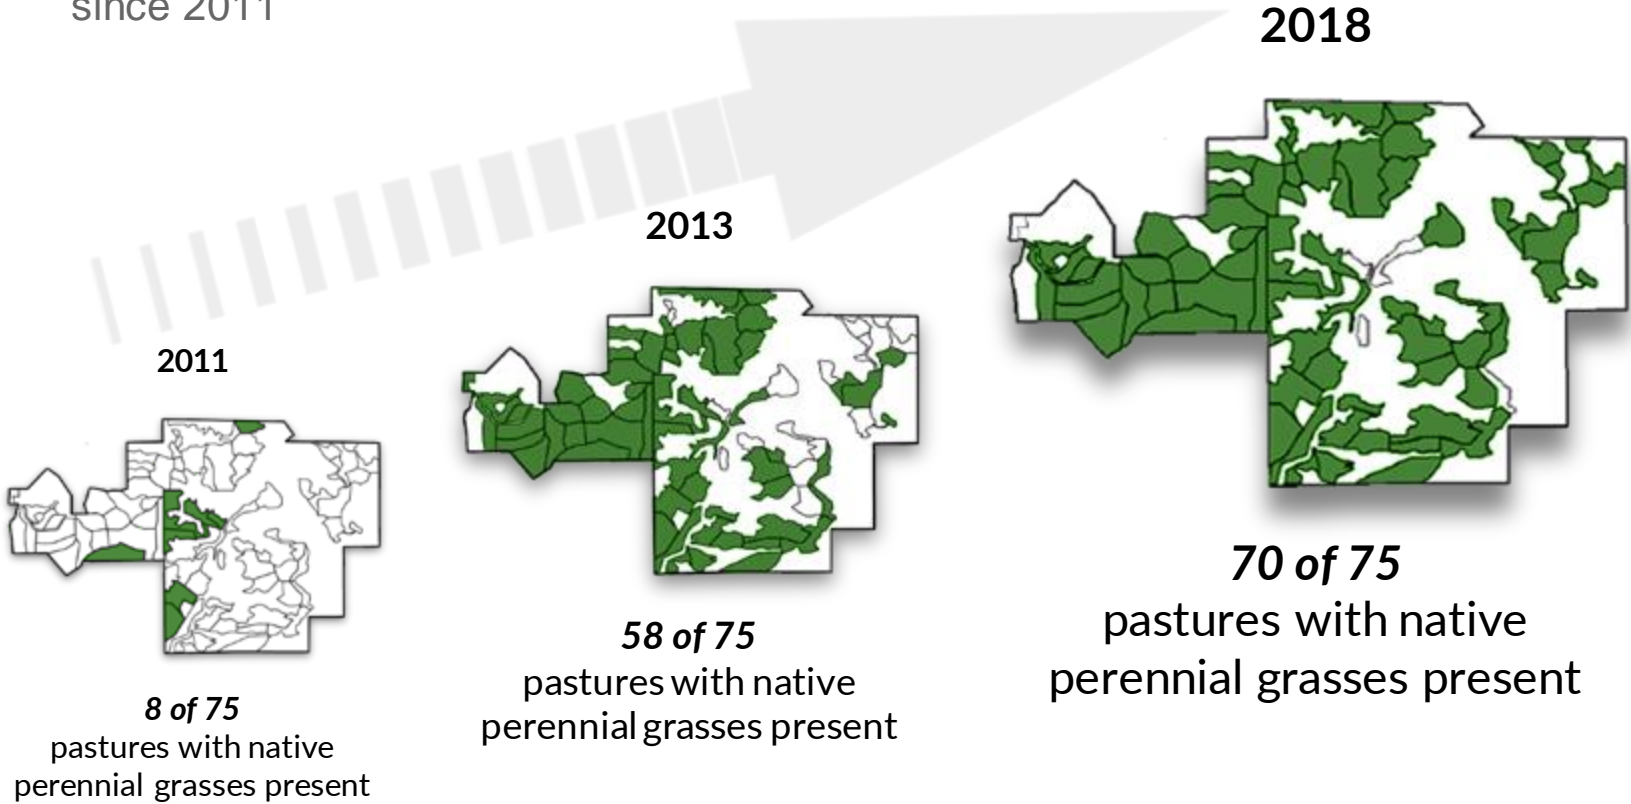 since 2011
2018
2013
2011
70 of 75
pastures with native
perennial grasses present
58 of 75
pastures with native
perennial grasses present
8 of 75
pastures with native
perennial grasses present